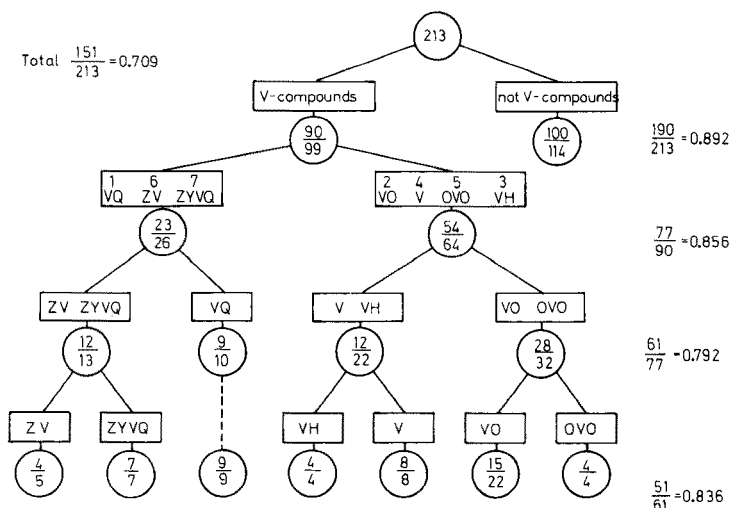 213
Total 151/213 = 0.709
V-compounds
not V-compounds
90/99
100/114
190/213 = 0.892
1 6 7
VQ ZV ZYVQ
2 4 5 3
VO V OVO VH
23/26
54/64
77/90 = 0.856
ZV ZYVQ
VQ
V VH
VO OVO
12/13
9/10
12/22
28/32
61/77 = 0.792
ZV
ZYVQ
VH
V
VO
OVO
4/5
7/7
9/9
4/4
8/8
15/22
4/4
51/61 = 0.836